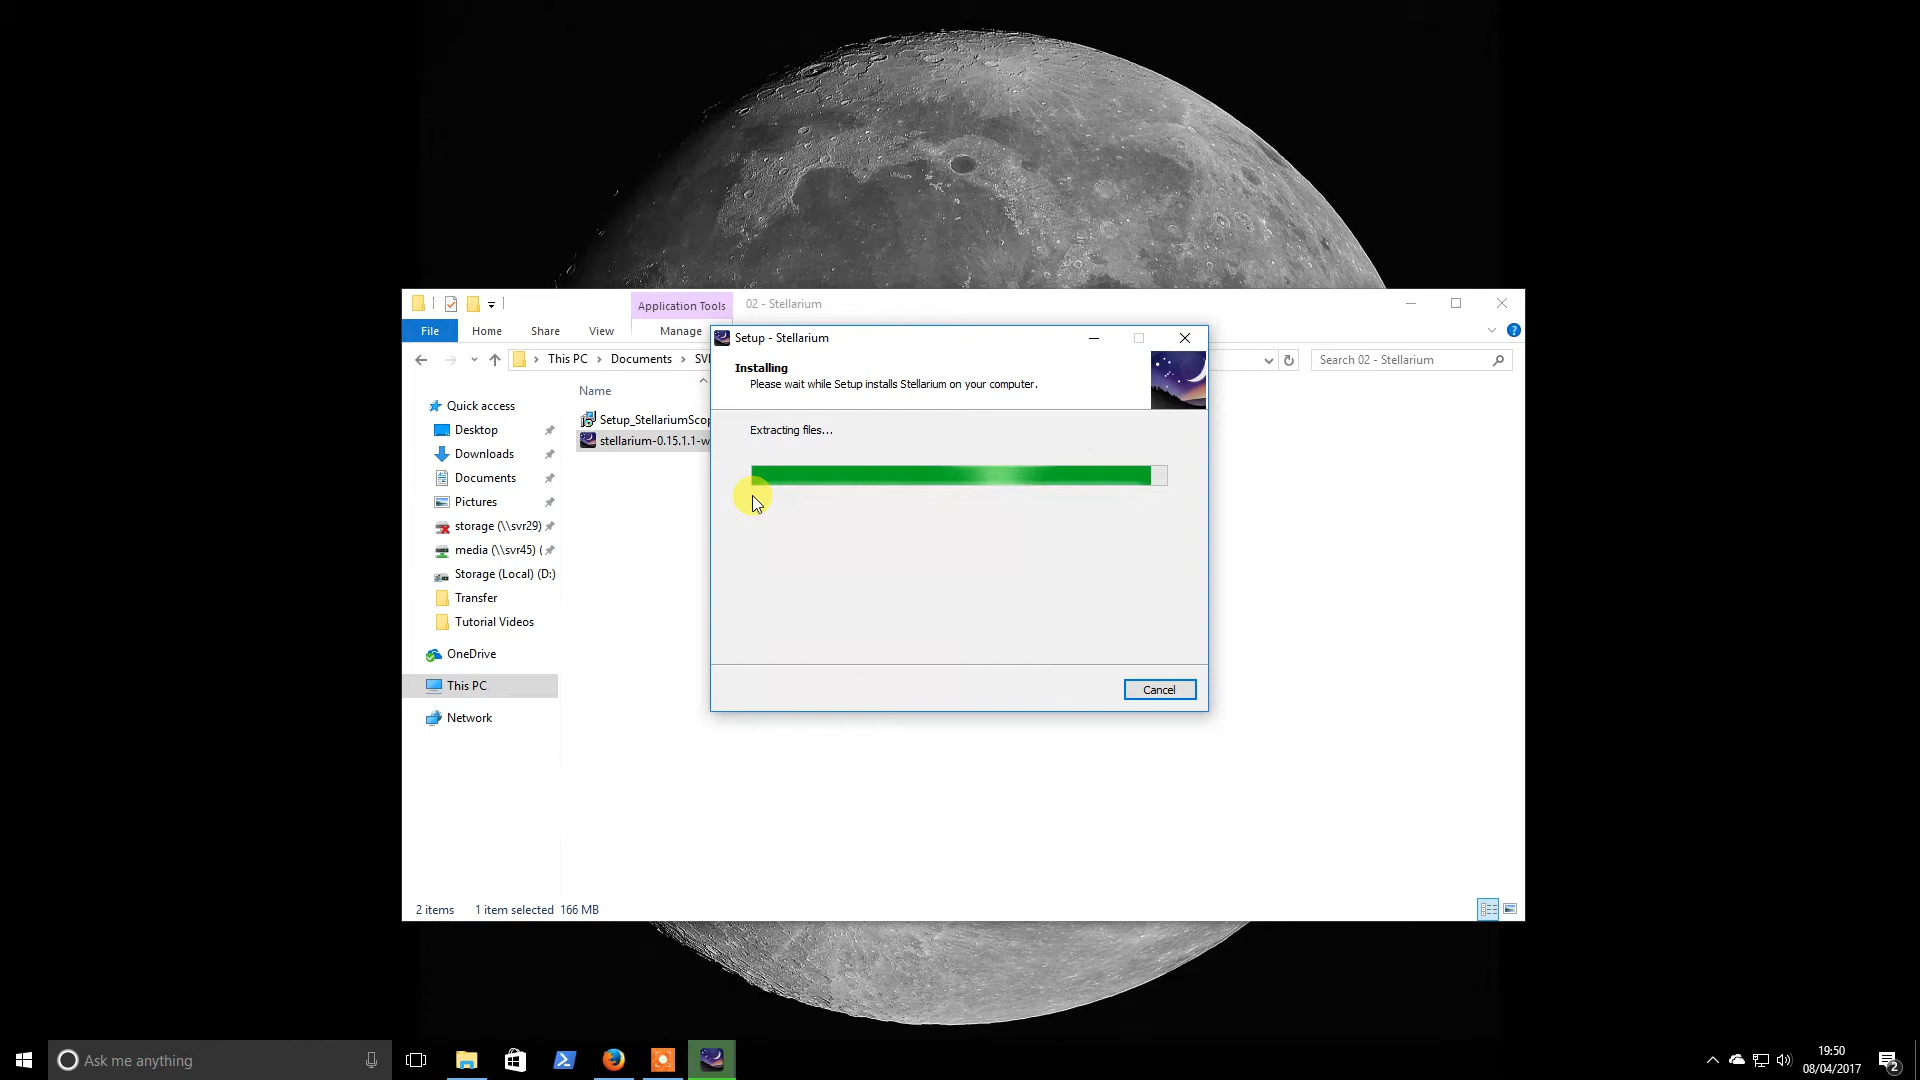 Application Tools
02 - Stellarium
File
Home
Share
View
Manage
This PC
Documents
Search 02 - Stellarium
Name
Setup_StellariumScop
stellarium-0.15.1.1-w
Quick access
Desktop
Downloads
Documents
Pictures
storage (\\svr29)
media (\\svr45) (
Storage (Local) (D:)
Transfer
Tutorial Videos
OneDrive
This PC
Network
Setup - Stellarium
Installing
Please wait while Setup installs Stellarium on your computer.
Extracting files...
Cancel
2 items
1 item selected 166 MB
Ask me anything
19:50
08/04/2017
2